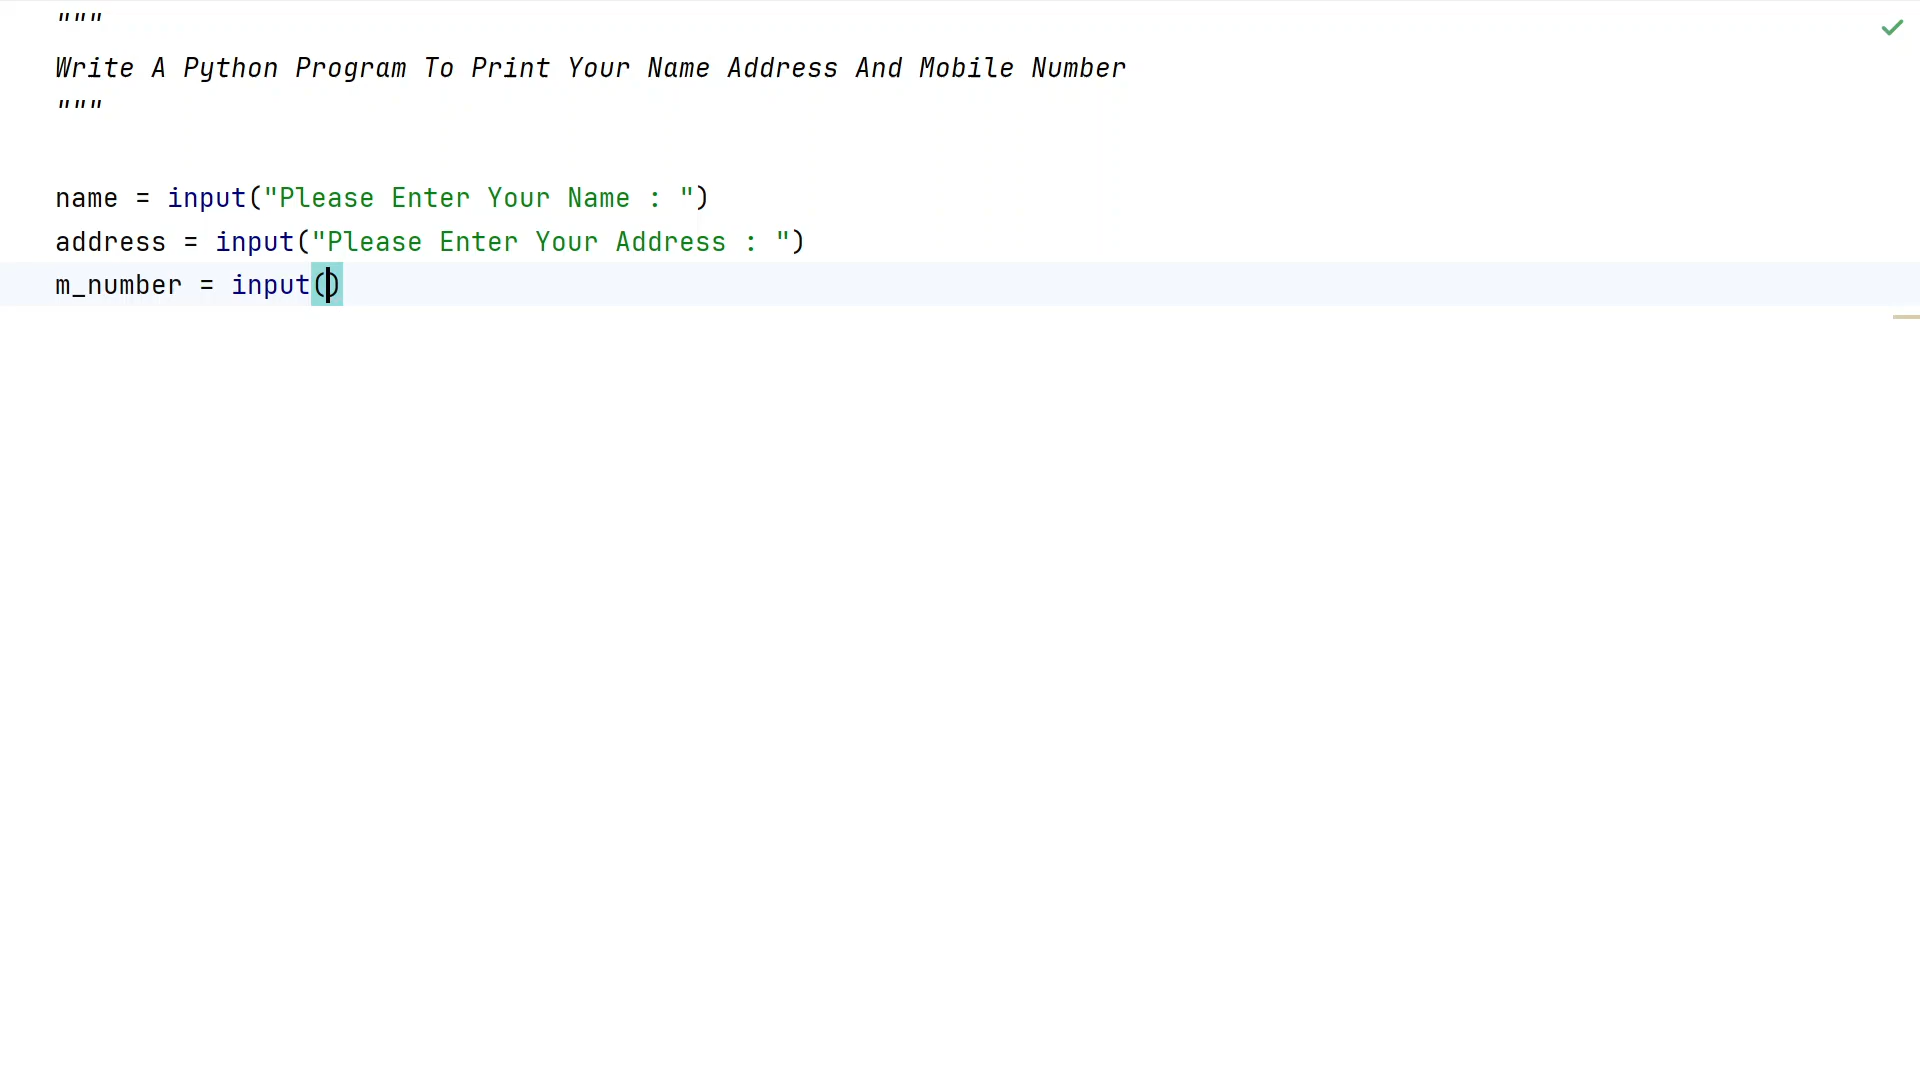 """
Write A Python Program To Print Your Name Address And Mobile Number
"""
name = input("Please Enter Your Name : ")
address = input("Please Enter Your Address : ")
m_number = input()